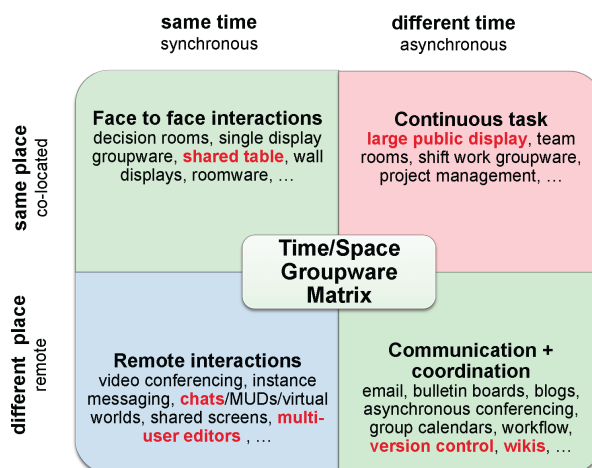 same time
synchronous
different time
asynchronous
same place
co-located
Face to face interactions
decision rooms, single display
groupware, shared table, wall
displays, roomware, …
Continuous task
large public display, team
rooms, shift work groupware,
project management, …
Time/Space
Groupware
Matrix
different place
remote
Remote interactions
video conferencing, instance
messaging, chats/MUDs/virtual
worlds, shared screens, multi-
user editors , …
Communication +
coordination
email, bulletin boards, blogs,
asynchronous conferencing,
group calendars, workflow,
version control, wikis, …